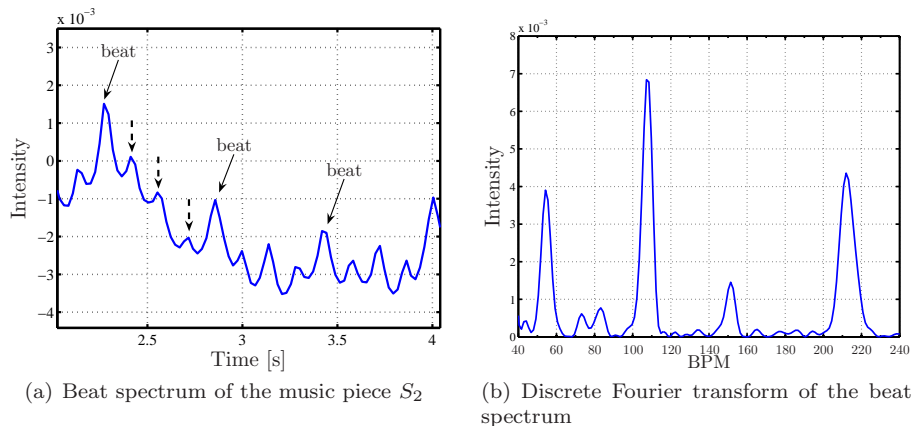 x 10⁻³
3
2
1
0
−1
−2
−3
−4
Intensity
beat
beat
beat
2.5 3 3.5 4
Time [s]
(a) Beat spectrum of the music piece S₂
x 10⁻³
8
7
6
5
4
3
2
1
0
Intensity
40 60 80 100 120 140 160 180 200 220 240
BPM
(b) Discrete Fourier transform of the beat
spectrum